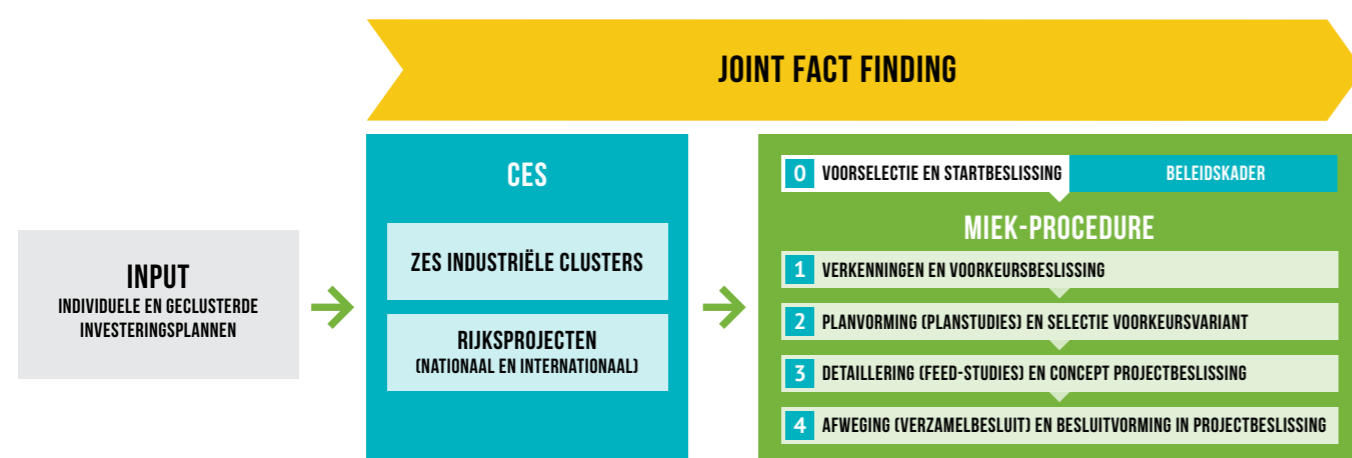 JOINT FACT FINDING
INPUT
INDIVIDUELE EN GECLUSTERDE
INVESTERINGSPLANNEN
CES
ZES INDUSTRIËLE CLUSTERS
RIJKSPROJECTEN
(NATIONAAL EN INTERNATIONAAL)
0 VOORSELECTIE EN STARTBESLISSING BELEIDSKADER
MIEK-PROCEDURE
1 VERKENNINGEN EN VOORKEURSBESLISSING
2 PLANVORMING (PLANSTUDIES) EN SELECTIE VOORKEURSVARIANT
3 DETAILLERING (FEED-STUDIES) EN CONCEPT PROJECTBESLISSING
4 AFWEGING (VERZAMELBESLUIT) EN BESLUITVORMING IN PROJECTBESLISSING